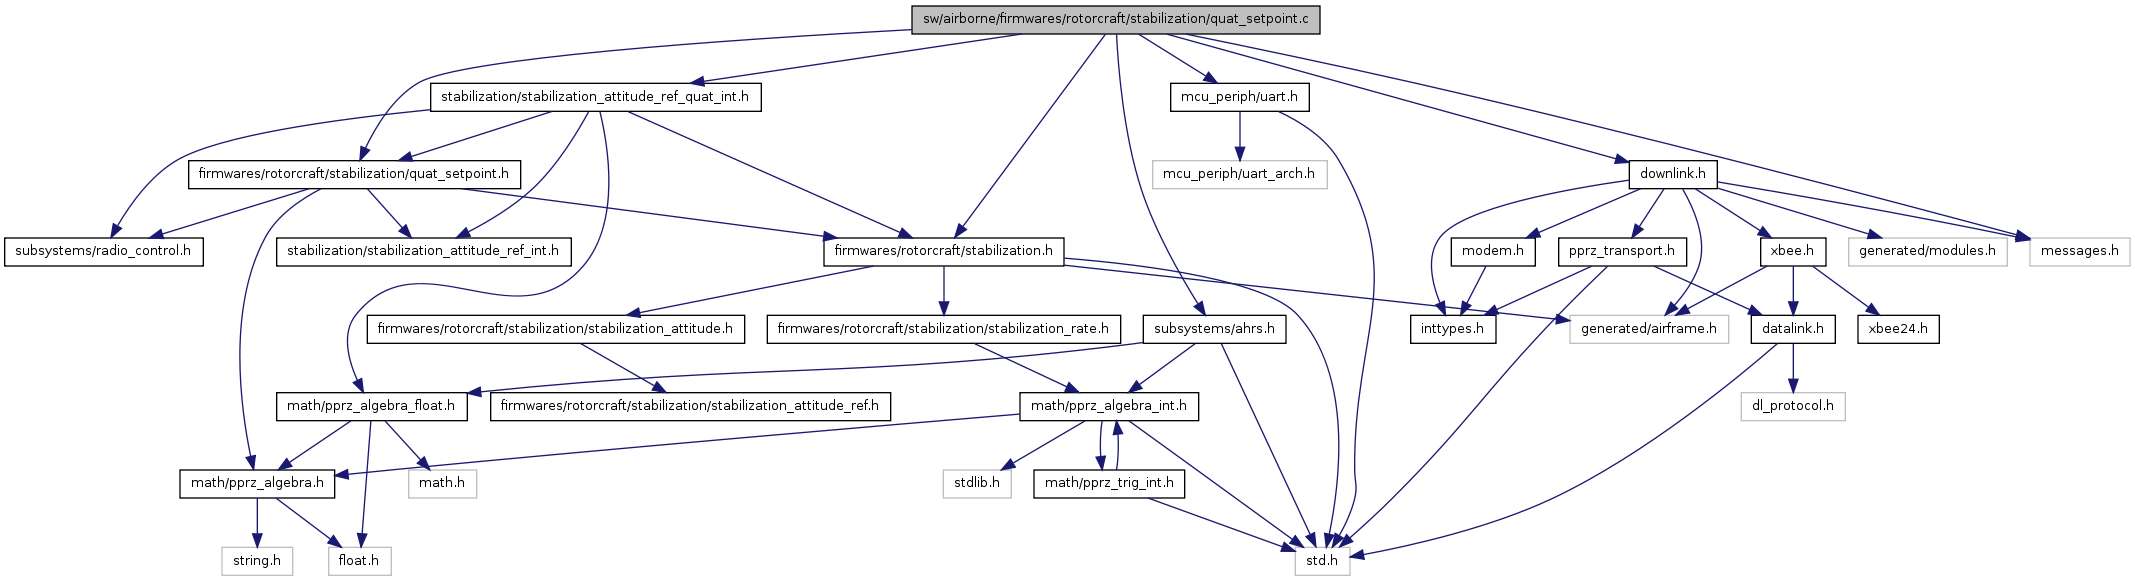 sw/airborne/firmwares/rotorcraft/stabilization/quat_setpoint.c
stabilization/stabilization_attitude_ref_quat_int.h
mcu_periph/uart.h
firmwares/rotorcraft/stabilization/quat_setpoint.h
mcu_periph/uart_arch.h
downlink.h
subsystems/radio_control.h
stabilization/stabilization_attitude_ref_int.h
firmwares/rotorcraft/stabilization.h
modem.h
pprz_transport.h
xbee.h
generated/modules.h
messages.h
firmwares/rotorcraft/stabilization/stabilization_attitude.h
firmwares/rotorcraft/stabilization/stabilization_rate.h
subsystems/ahrs.h
inttypes.h
generated/airframe.h
datalink.h
xbee24.h
math/pprz_algebra_float.h
firmwares/rotorcraft/stabilization/stabilization_attitude_ref.h
math/pprz_algebra_int.h
dl_protocol.h
math/pprz_algebra.h
math.h
stdlib.h
math/pprz_trig_int.h
string.h
float.h
std.h